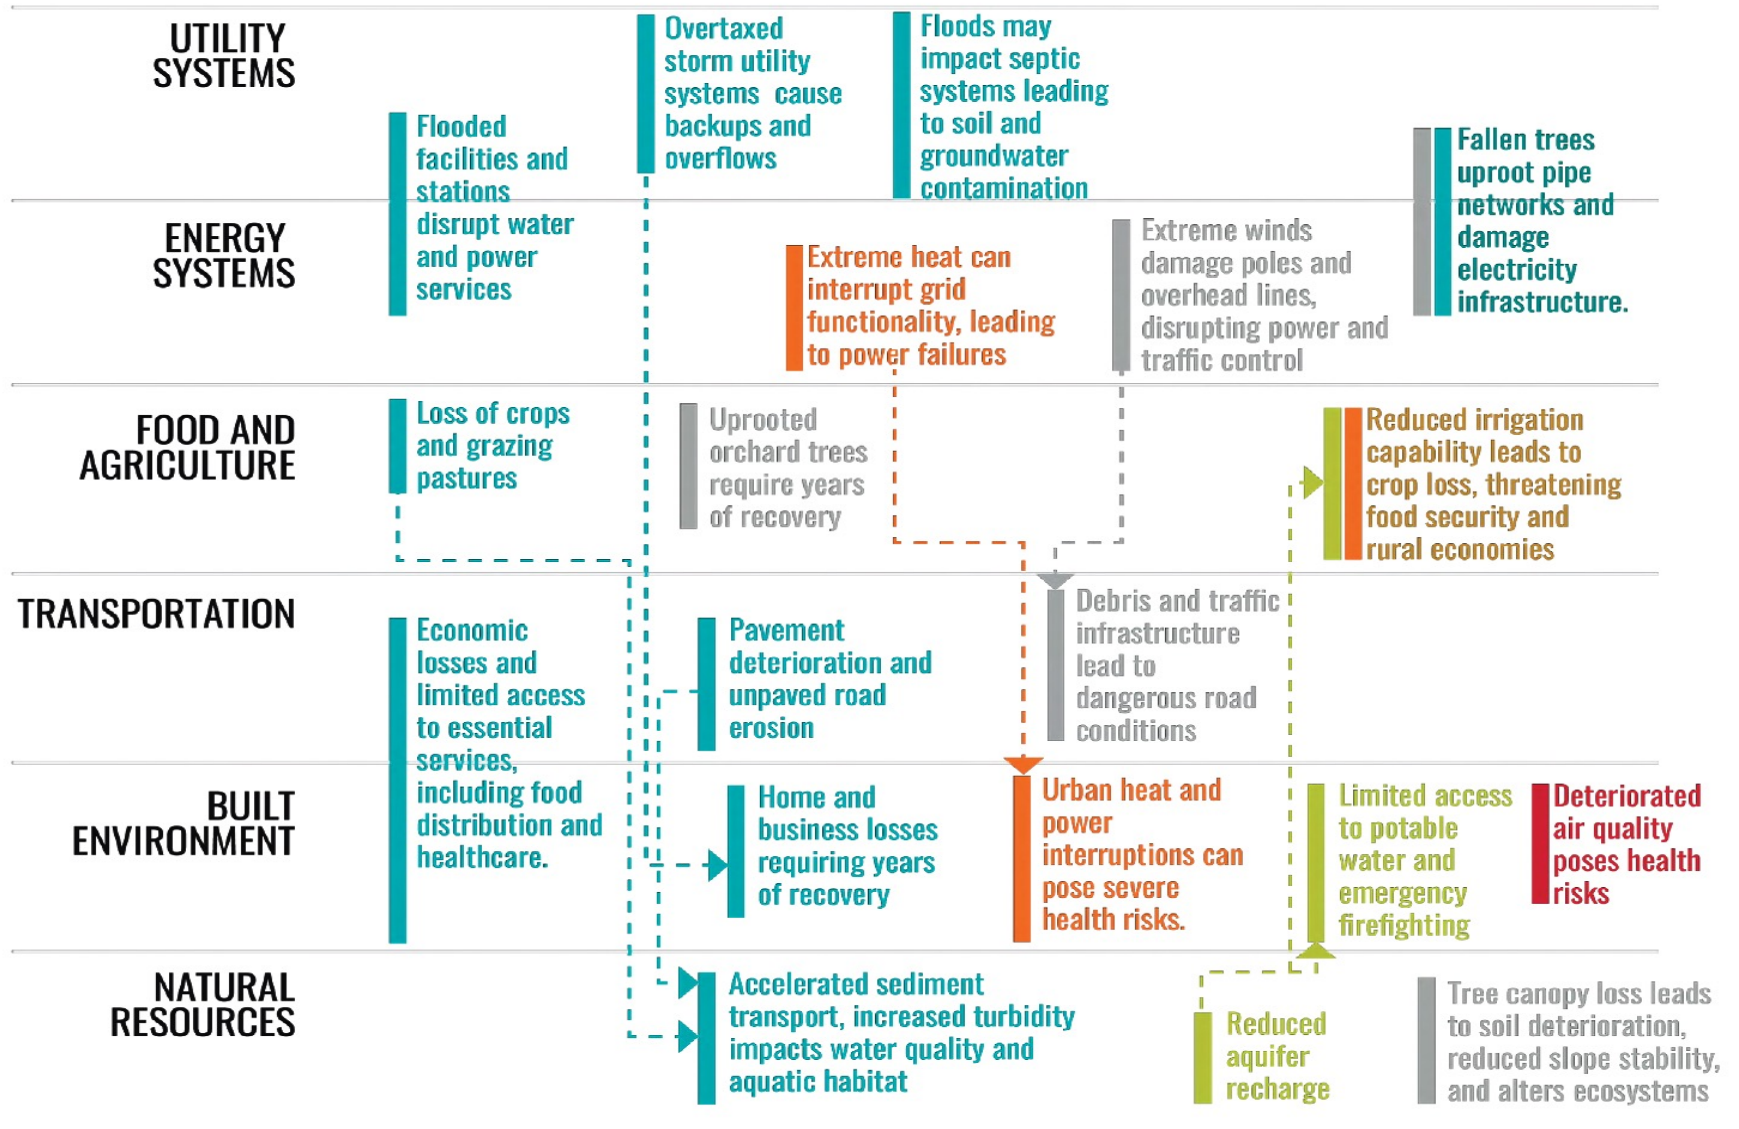 UTILITY
SYSTEMS
Overtaxed
storm utility
systems cause
backups and
overflows
Floods may
impact septic
systems leading
to soil and
groundwater
contamination
Flooded
facilities and
stations
disrupt water
and power
services
Fallen trees
uproot pipe
networks and
damage
electricity
infrastructure.
ENERGY
SYSTEMS
Extreme heat can
interrupt grid
functionality, leading
to power failures
Extreme winds
damage poles and
overhead lines,
disrupting power and
traffic control
FOOD AND
AGRICULTURE
Loss of crops
and grazing
pastures
Uprooted
orchard trees
require years
of recovery
Reduced irrigation
capability leads to
crop loss, threatening
food security and
rural economies
TRANSPORTATION
Economic
losses and
limited access
to essential
services,
including food
distribution and
healthcare.
Pavement
deterioration and
unpaved road
erosion
Debris and traffic
infrastructure
lead to
dangerous road
conditions
BUILT
ENVIRONMENT
Home and
business losses
requiring years
of recovery
Urban heat and
power
interruptions can
pose severe
health risks.
Limited access
to potable
water and
emergency
firefighting
Deteriorated
air quality
poses health
risks
NATURAL
RESOURCES
Accelerated sediment
transport, increased turbidity
impacts water quality and
aquatic habitat
Reduced
aquifer
recharge
Tree canopy loss leads
to soil deterioration,
reduced slope stability,
and alters ecosystems